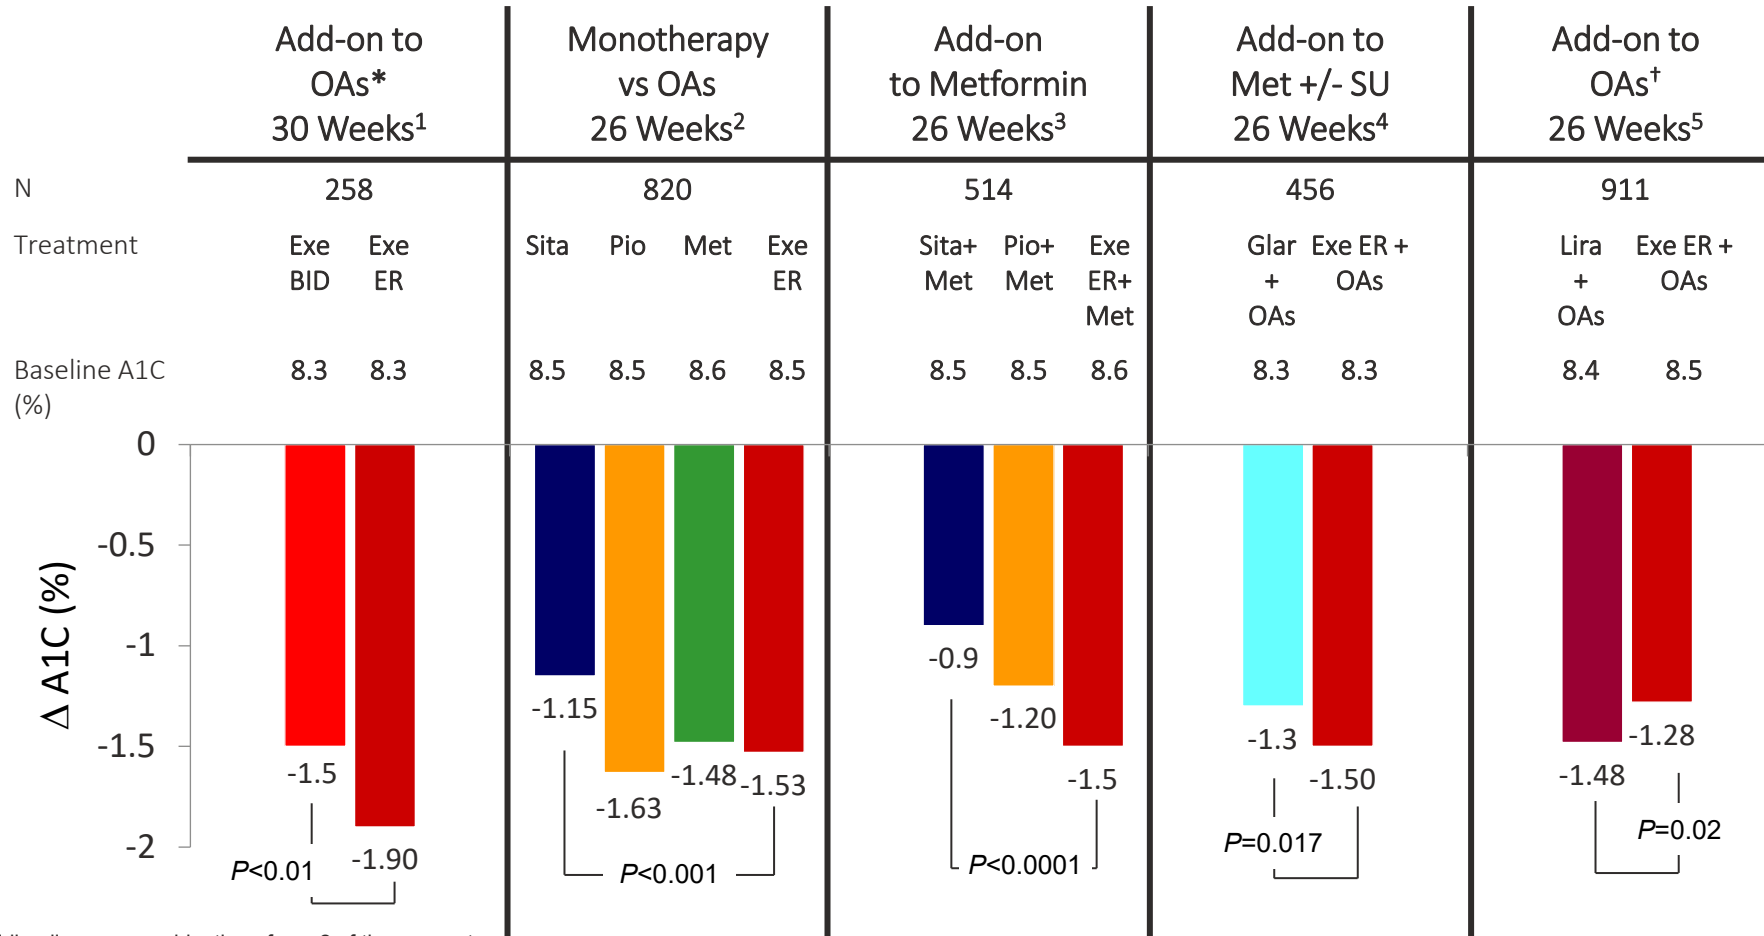 Add-on to
OAs*
30 Weeks¹
Monotherapy
vs OAs
26 Weeks²
Add-on
to Metformin
26 Weeks³
Add-on to
Met +/- SU
26 Weeks⁴
Add-on to
OAs†
26 Weeks⁵
N 258 820 514 456 911
Treatment
Exe
BID
Exe
ER
Sita
Pio
Met
Exe
ER
Sita+
Met
Pio+
Met
Exe
ER+
Met
Glar
+
OAs
Exe ER +
OAs
Lira
+
OAs
Exe ER +
OAs
Baseline A1C
(%)
8.3 8.3 8.5 8.5 8.6 8.5 8.5 8.5 8.6 8.3 8.3 8.4 8.5
Δ A1C (%)
0
-0.5
-1
-1.5
-2
-1.5
-1.90
P<0.01
-1.15
-1.63
-1.48
-1.53
P<0.001
-0.9
-1.20
-1.5
P<0.0001
-1.3
-1.50
P=0.017
-1.48
-1.28
P=0.02